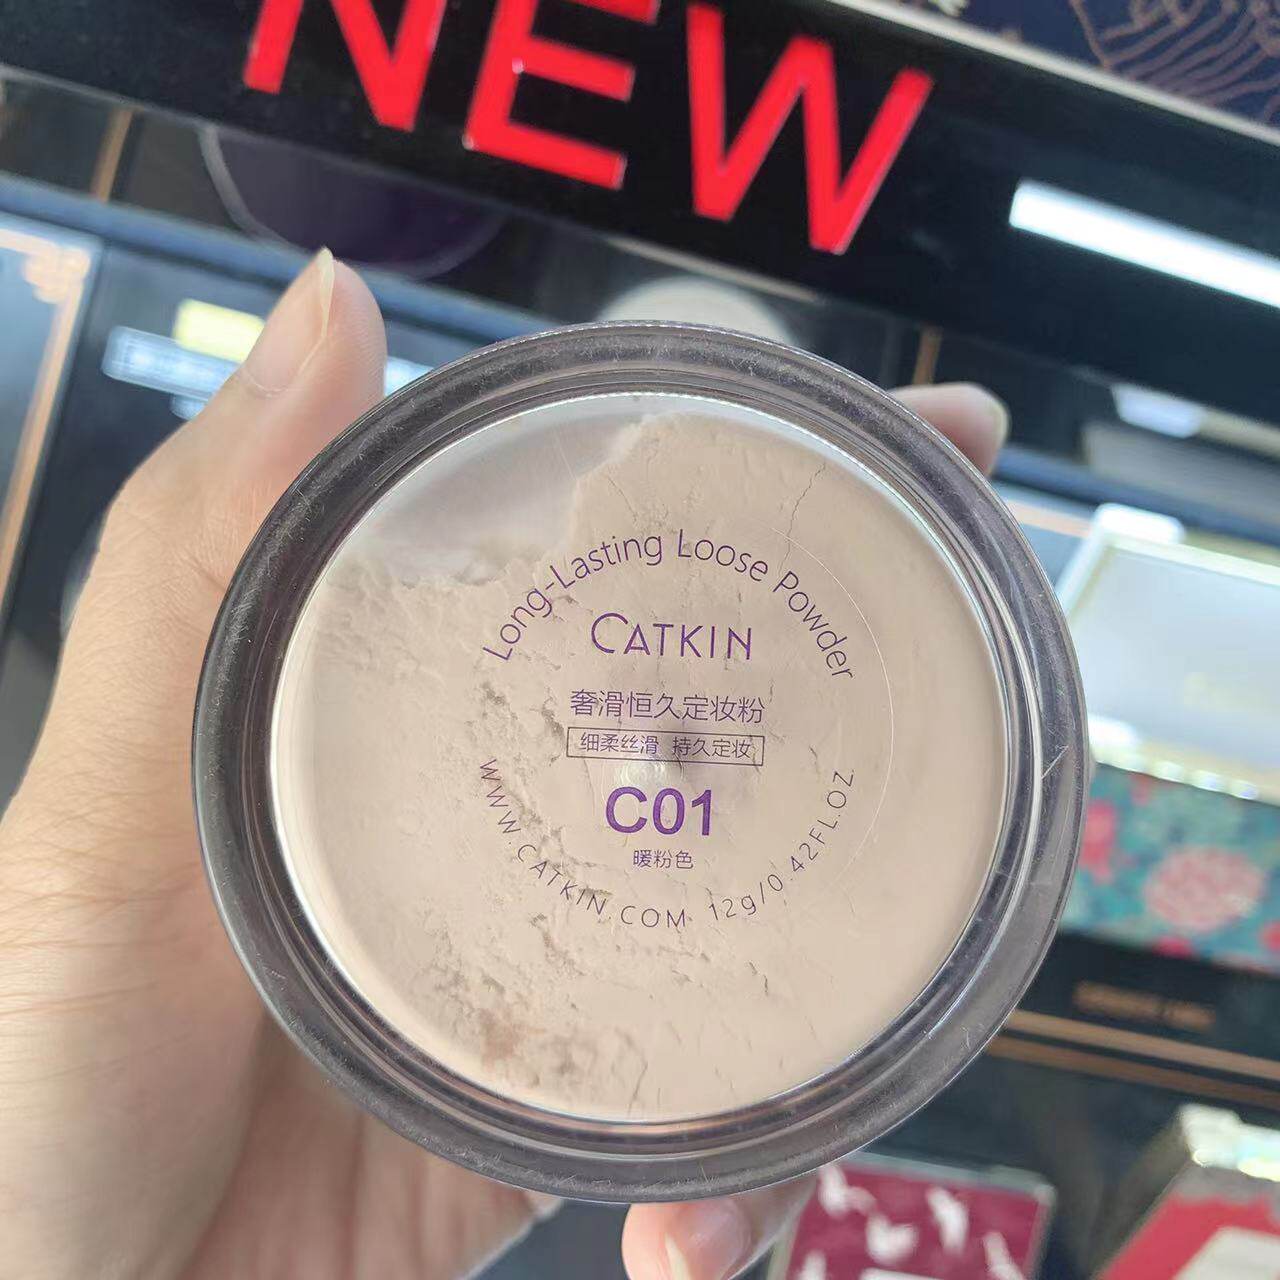 NEW
Long-Lasting Loose Powder
CATKIN
奢滑恒久定妆粉
细柔丝滑 持久定妆
C01
暖粉色
WWW.CATKIN.COM 12g/0.42FL.OZ